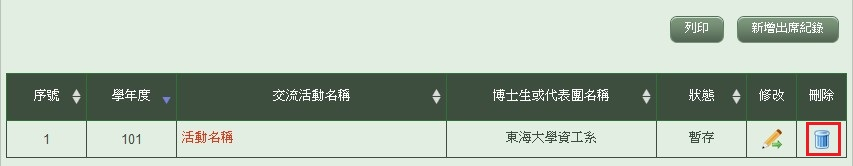 列印 新增出席紀錄
序號 學年度 交流活動名稱 博士生或代表團名稱 狀態 修改 刪除
1 101 活動名稱 東海大學資工系 暫存